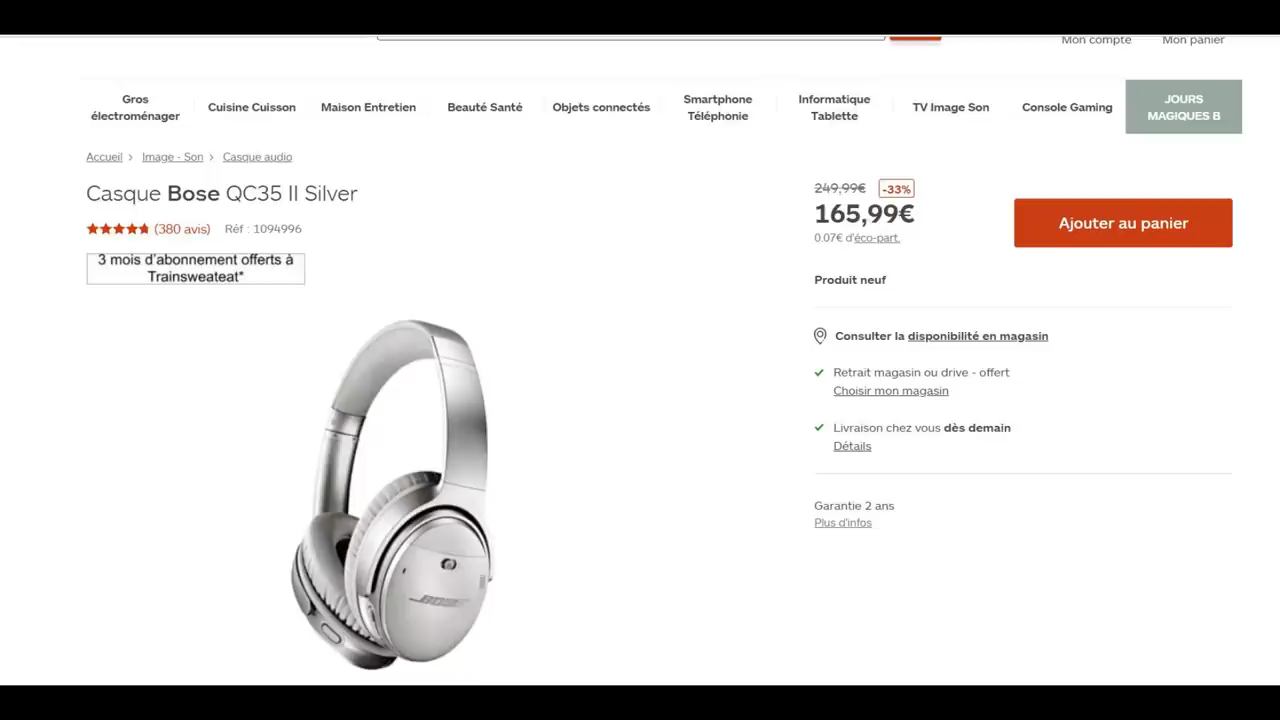 Mon compte
Mon panier
Gros
électroménager
Cuisine Cuisson
Maison Entretien
Beauté Santé
Objets connectés
Smartphone
Téléphonie
Informatique
Tablette
TV Image Son
Console Gaming
JOURS
MAGIQUES B
Accueil > Image - Son > Casque audio
Casque Bose QC35 II Silver
(380 avis) Réf : 1094996
3 mois d'abonnement offerts à
Trainsweateat*
249,99€ -33%
165,99€
0.07€ d'éco-part.
Ajouter au panier
Produit neuf
Consulter la disponibilité en magasin
Retrait magasin ou drive - offert
Choisir mon magasin
Livraison chez vous dès demain
Détails
Garantie 2 ans
Plus d'infos
BOSE